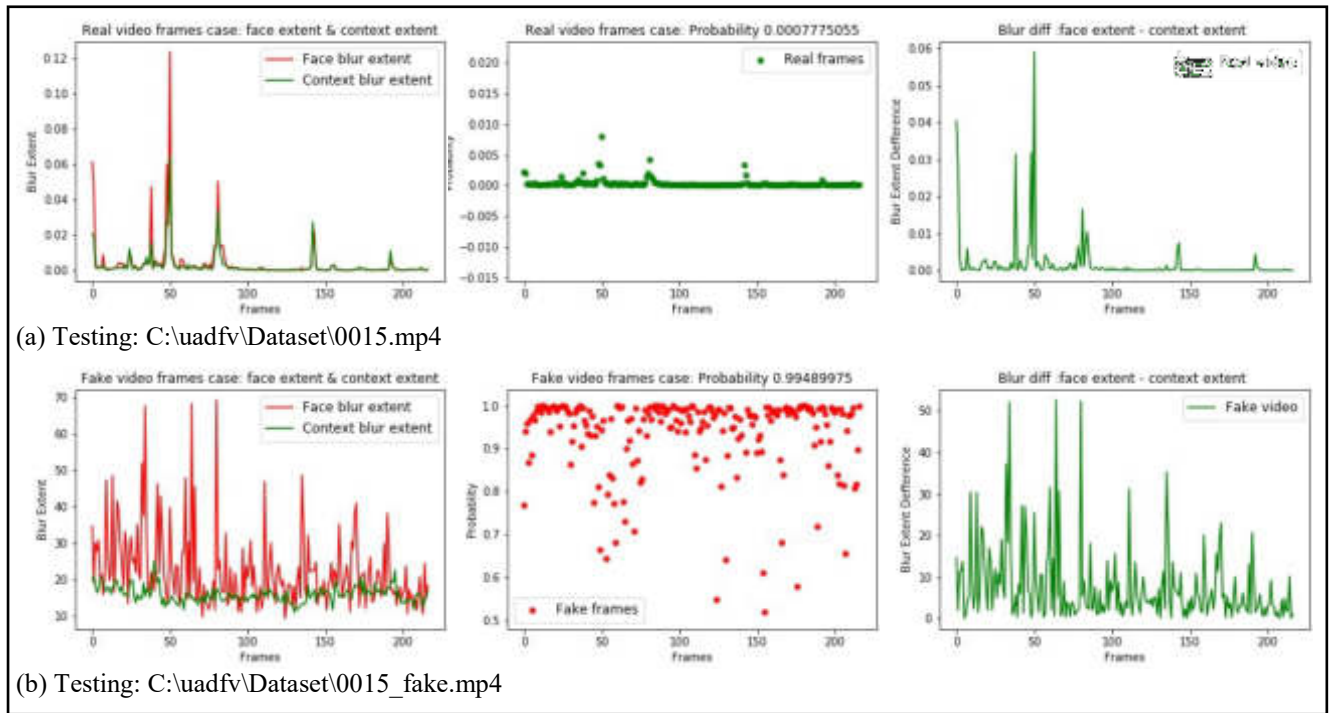 Real video frames case: face extent & context extent
Face blur extent
Context blur extent
Blur Extent
0.12
0.10
0.08
0.06
0.04
0.02
0.00
0 50 100 150 200
Frames
Real video frames case: Probability 0.0007775055
Real frames
0.020
0.015
0.010
0.005
0.000
−0.005
−0.010
−0.015
0 50 100 150 200
Frames
Blur diff :face extent - context extent
Blur Extent Defference
0.06
0.05
0.04
0.03
0.02
0.01
0.00
0 50 100 150 200
Frames
(a) Testing: C:\uadfv\Dataset\0015.mp4
Fake video frames case: face extent & context extent
Face blur extent
Context blur extent
Blur Extent
70
60
50
40
30
20
10
0 50 100 150 200
Frames
Fake video frames case: Probability 0.99489975
Fake frames
Probablity
1.0
0.9
0.8
0.7
0.6
0.5
0 50 100 150 200
Frames
Blur diff :face extent - context extent
Fake video
Blur Extent Defference
50
40
30
20
10
0
0 50 100 150 200
Frames
(b) Testing: C:\uadfv\Dataset\0015_fake.mp4